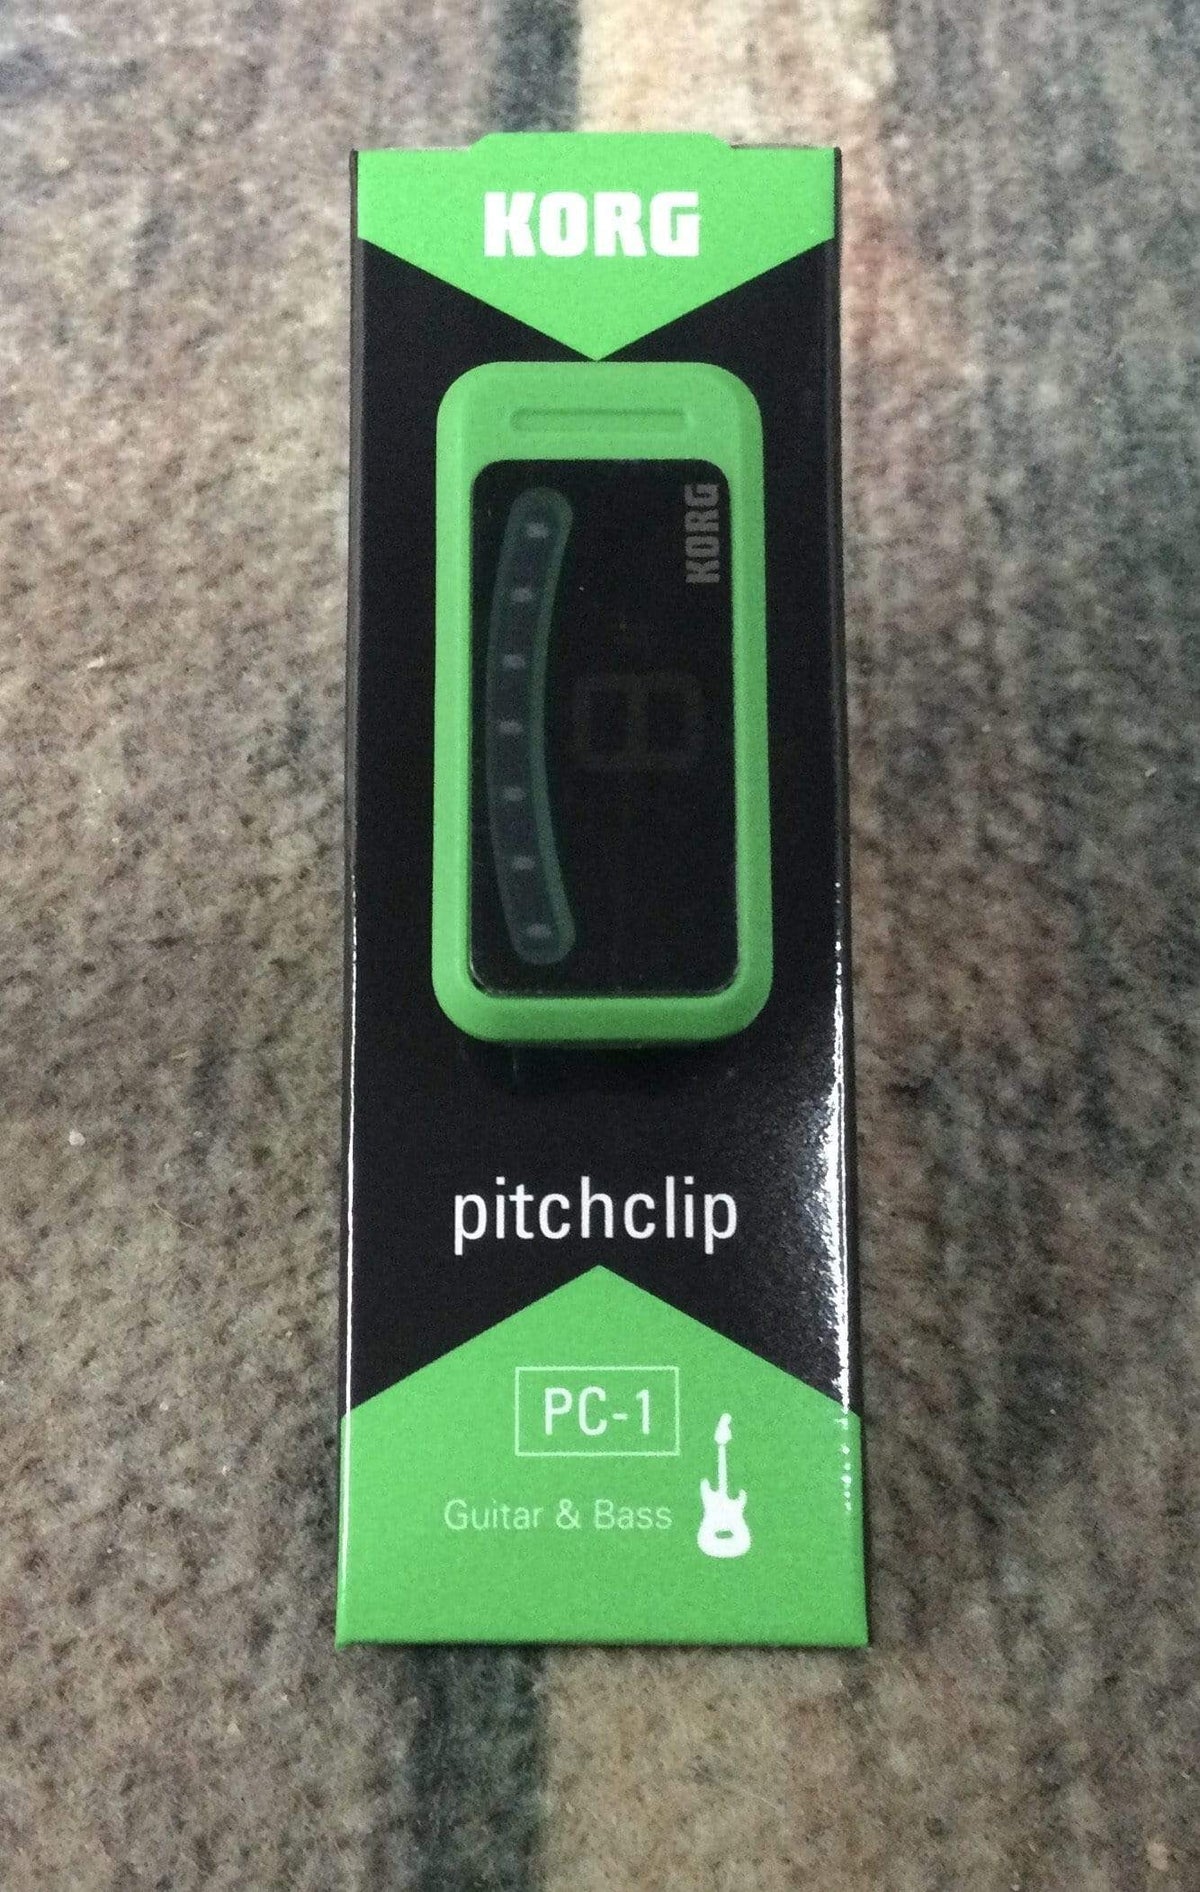 KORG
KORG
pitchclip
PC-1
Guitar & Bass